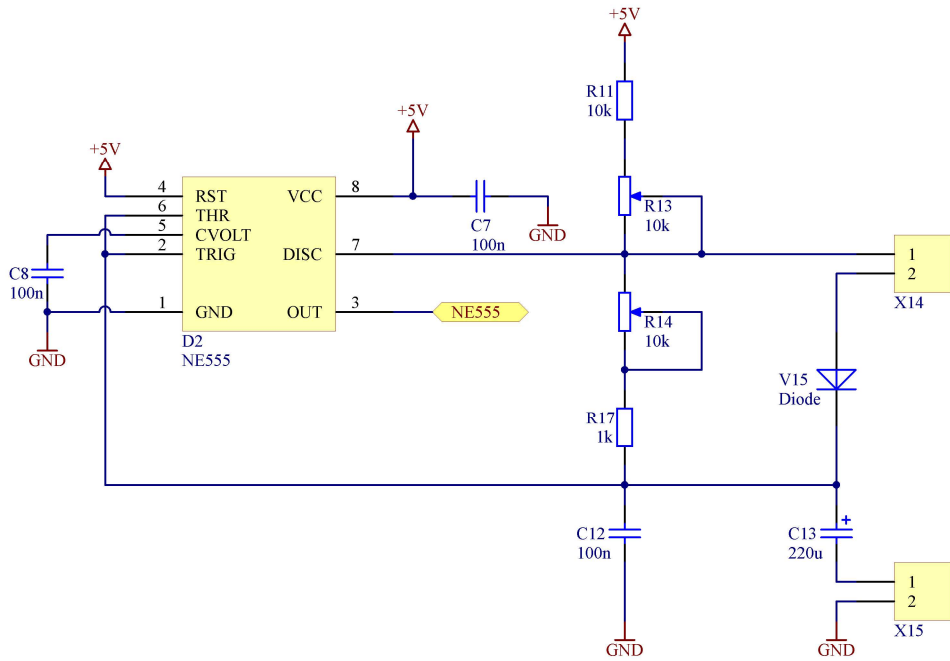 +5V
R11
10k
+5V
+5V
4
RST
VCC
8
6
THR
5
CVOLT
2
TRIG
DISC
7
1
GND
OUT
3
NE555
D2
NE555
C8
100n
GND
C7
100n
GND
R13
10k
R14
10k
R17
1k
1
2
X14
V15
Diode
C12
100n
GND
C13
220u
+
1
2
X15
GND